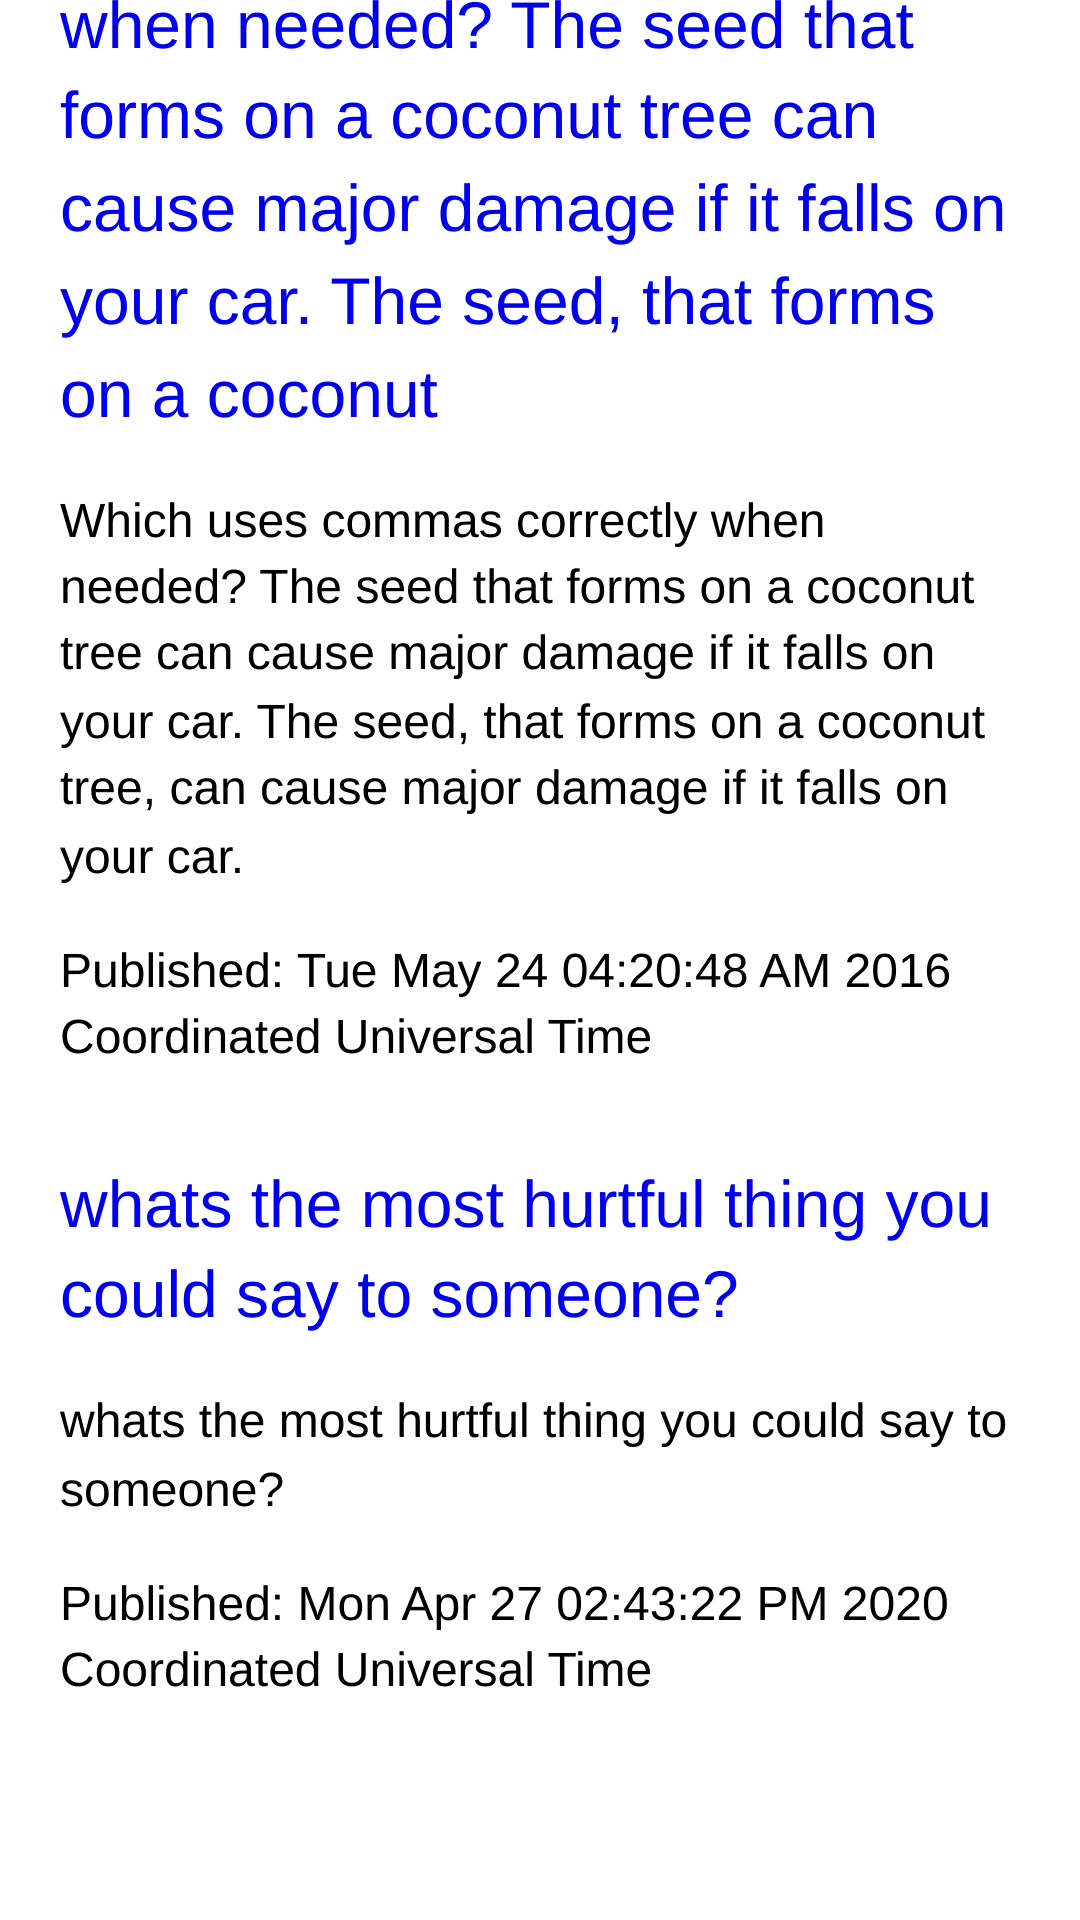 when needed? The seed that
forms on a coconut tree can
cause major damage if it falls on
your car. The seed, that forms
on a coconut
Which uses commas correctly when
needed? The seed that forms on a coconut
tree can cause major damage if it falls on
your car. The seed, that forms on a coconut
tree, can cause major damage if it falls on
your car.
Published: Tue May 24 04:20:48 AM 2016
Coordinated Universal Time
whats the most hurtful thing you
could say to someone?
whats the most hurtful thing you could say to
someone?
Published: Mon Apr 27 02:43:22 PM 2020
Coordinated Universal Time